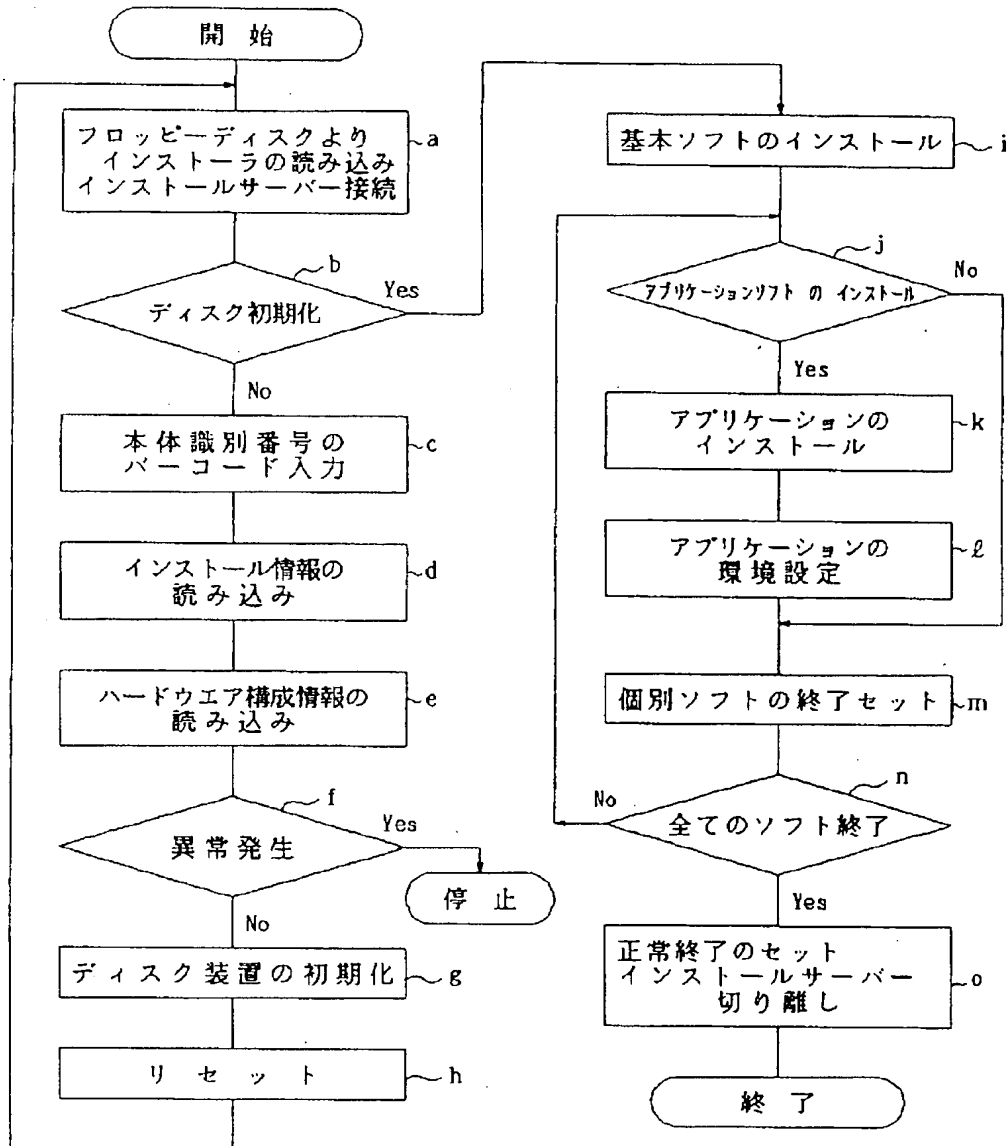 開始
フロッピーディスクより
インストーラの読み込み
インストールサーバー接続
a
ディスク初期化
b
Yes
No
本体識別番号の
バーコード入力
c
インストール情報の
読み込み
d
ハードウエア構成情報の
読み込み
e
異常発生
f
Yes
停止
No
ディスク装置の初期化
g
リセット
h
基本ソフトのインストール
i
アプリケーションソフト の インストール
j
No
Yes
アプリケーションの
インストール
k
アプリケーションの
環境設定
ℓ
個別ソフトの終了セット
m
全てのソフト終了
n
No
Yes
正常終了のセット
インストールサーバー
切り離し
o
終了